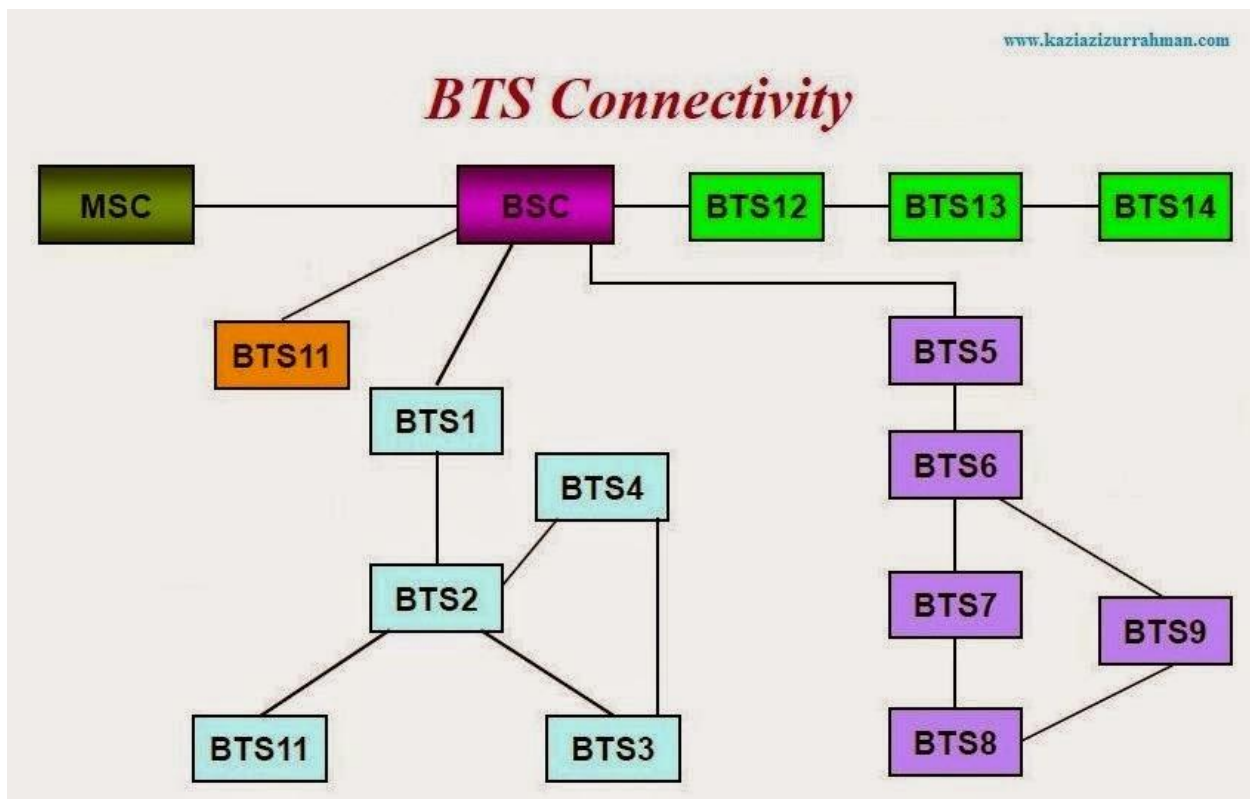 www.kaziazizurrahman.com
BTS Connectivity
MSC
BSC
BTS12
BTS13
BTS14
BTS11
BTS5
BTS1
BTS6
BTS4
BTS2
BTS7
BTS9
BTS11
BTS3
BTS8